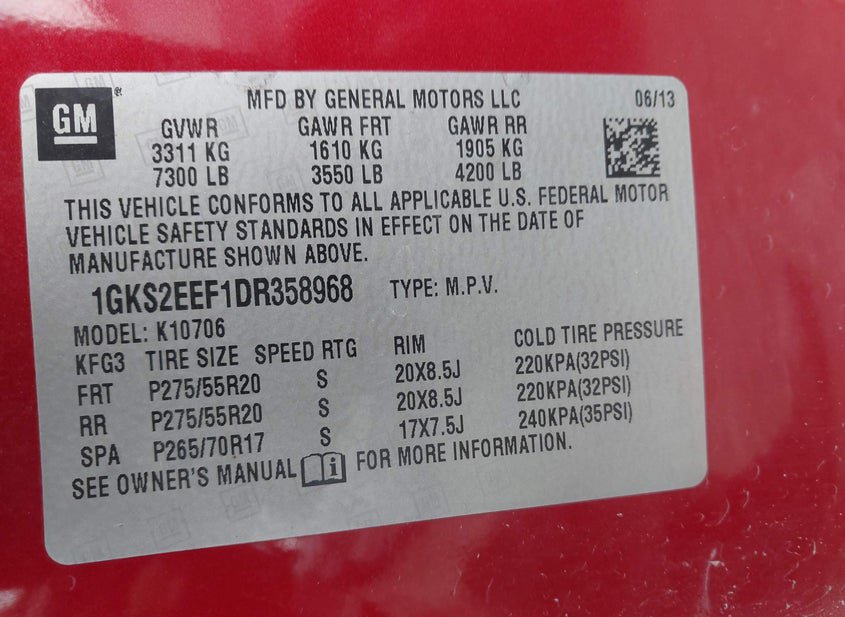 GM
MFD BY GENERAL MOTORS LLC 06/13
GVWR GAWR FRT GAWR RR
3311 KG 1610 KG 1905 KG
7300 LB 3550 LB 4200 LB
THIS VEHICLE CONFORMS TO ALL APPLICABLE U.S. FEDERAL MOTOR
VEHICLE SAFETY STANDARDS IN EFFECT ON THE DATE OF
MANUFACTURE SHOWN ABOVE.
1GKS2EEF1DR358968 TYPE: M.P.V.
MODEL: K10706
KFG3 TIRE SIZE SPEED RTG RIM COLD TIRE PRESSURE
FRT P275/55R20 S 20X8.5J 220KPA(32PSI)
RR P275/55R20 S 20X8.5J 220KPA(32PSI)
SPA P265/70R17 S 17X7.5J 240KPA(35PSI)
SEE OWNER'S MANUAL FOR MORE INFORMATION.